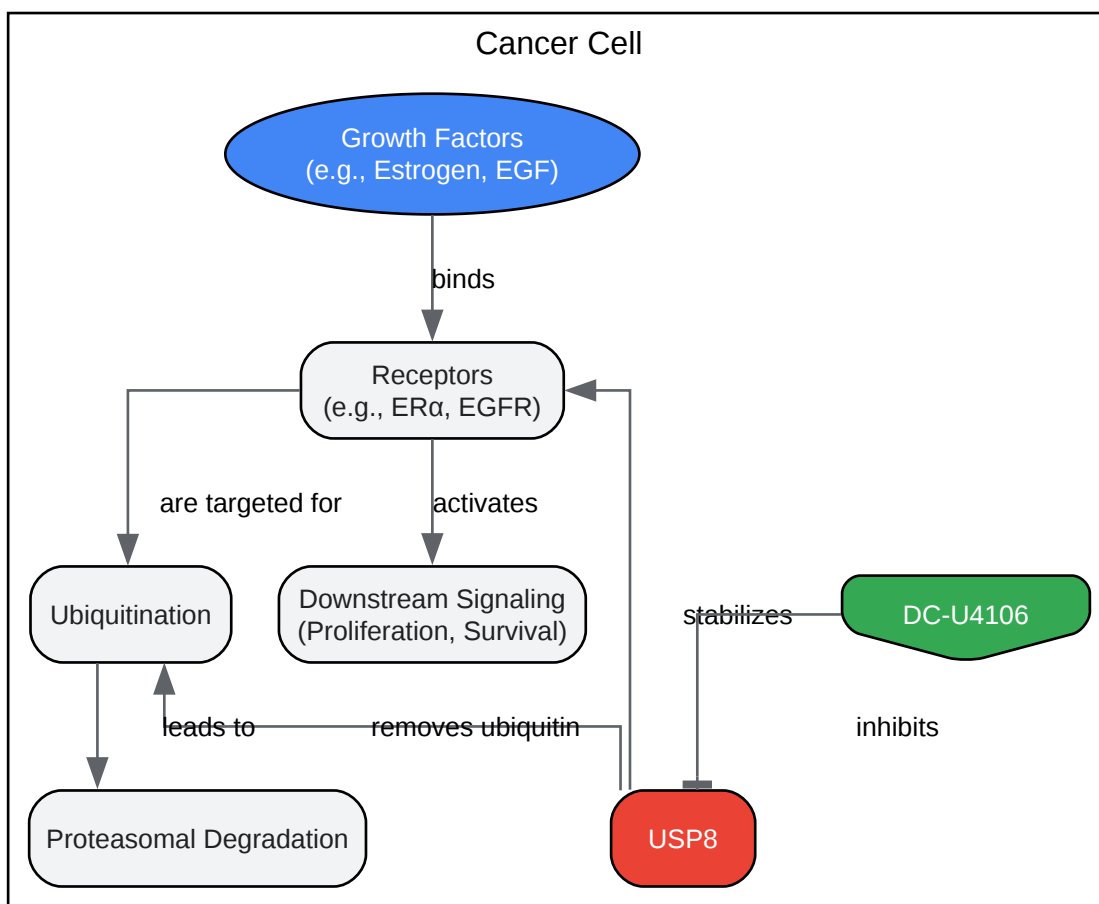 Cancer Cell
Growth Factors
(e.g., Estrogen, EGF)
binds
Receptors
(e.g., ERα, EGFR)
are targeted for
activates
Ubiquitination
Downstream Signaling
(Proliferation, Survival)
stabilizes
DC-U4106
leads to
removes ubiquitin
inhibits
Proteasomal Degradation
USP8